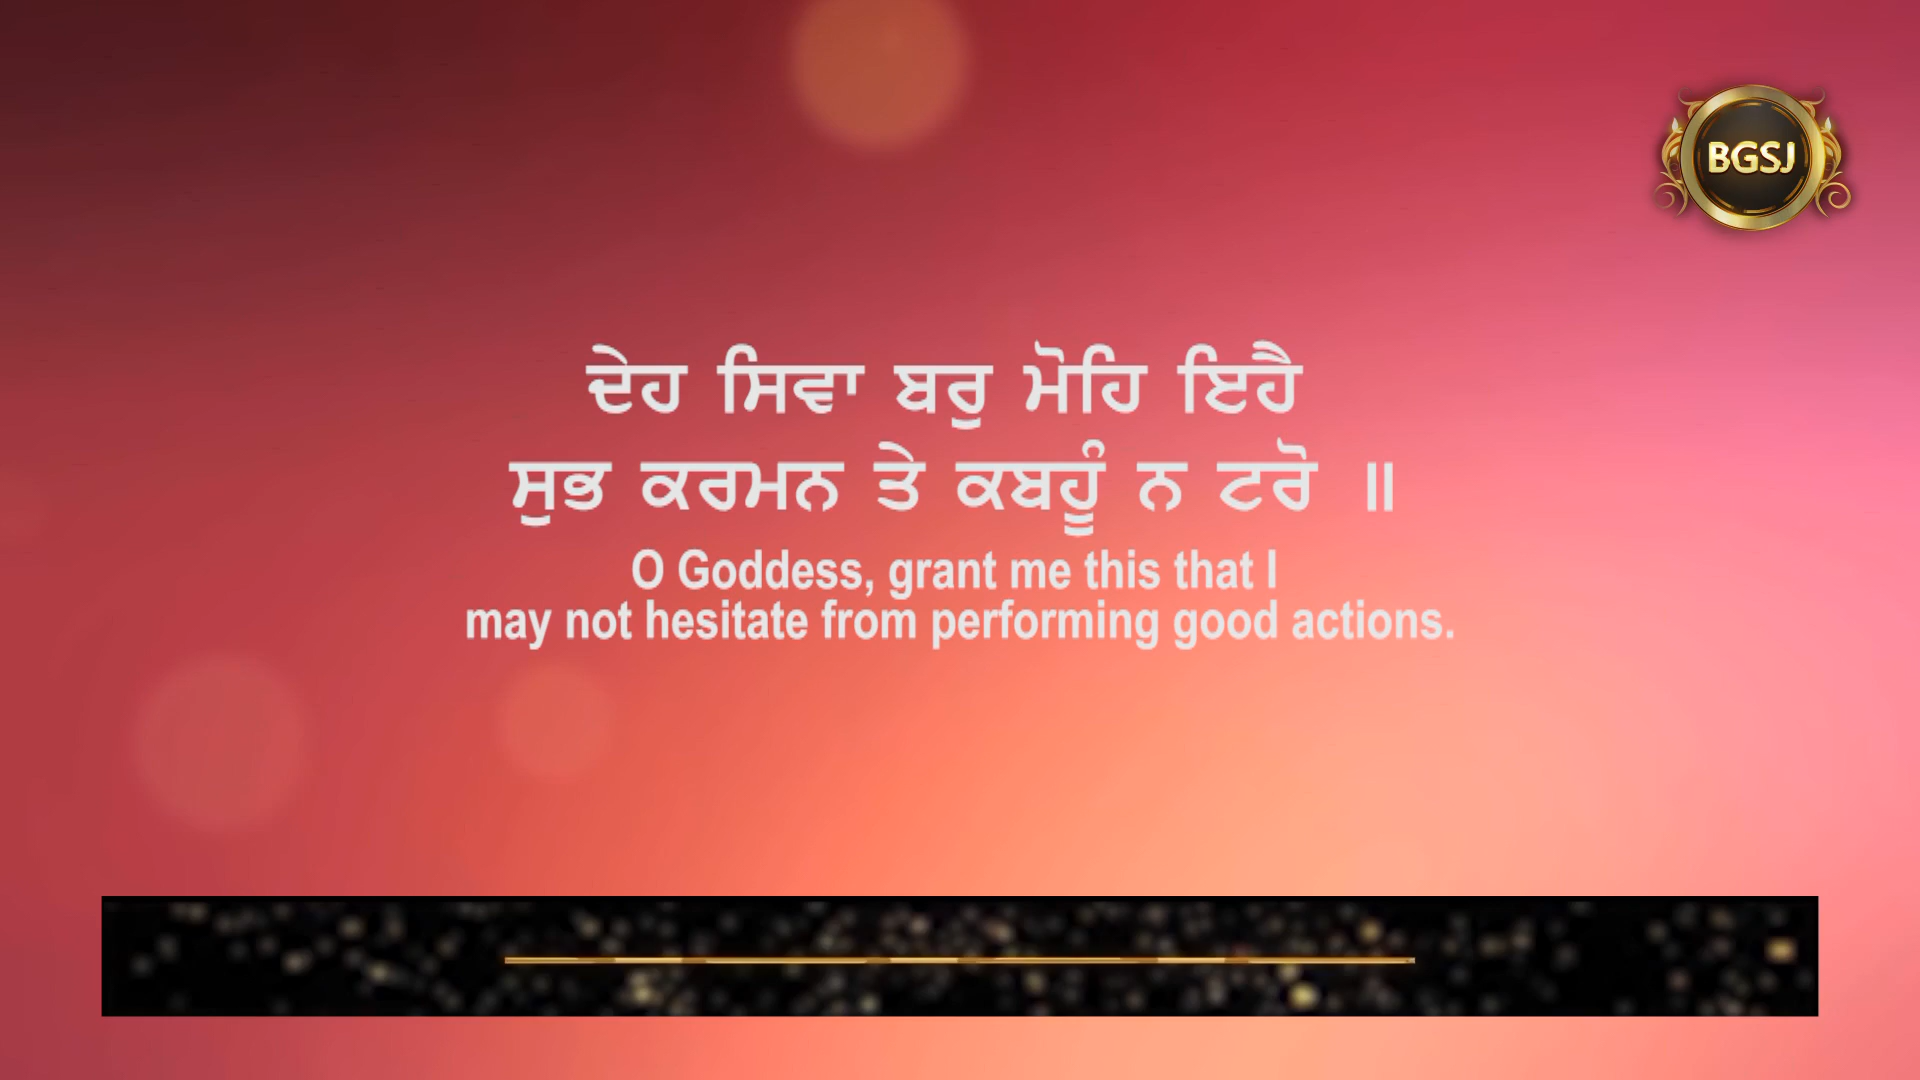 BGSJ
ਦੇਹ ਸਿਵਾ ਬਰੁ ਮੋਹਿ ਇਹੈ
ਸੁਭ ਕਰਮਨ ਤੇ ਕਬਹੂੰ ਨ ਟਰੋ ॥
O Goddess, grant me this that I
may not hesitate from performing good actions.